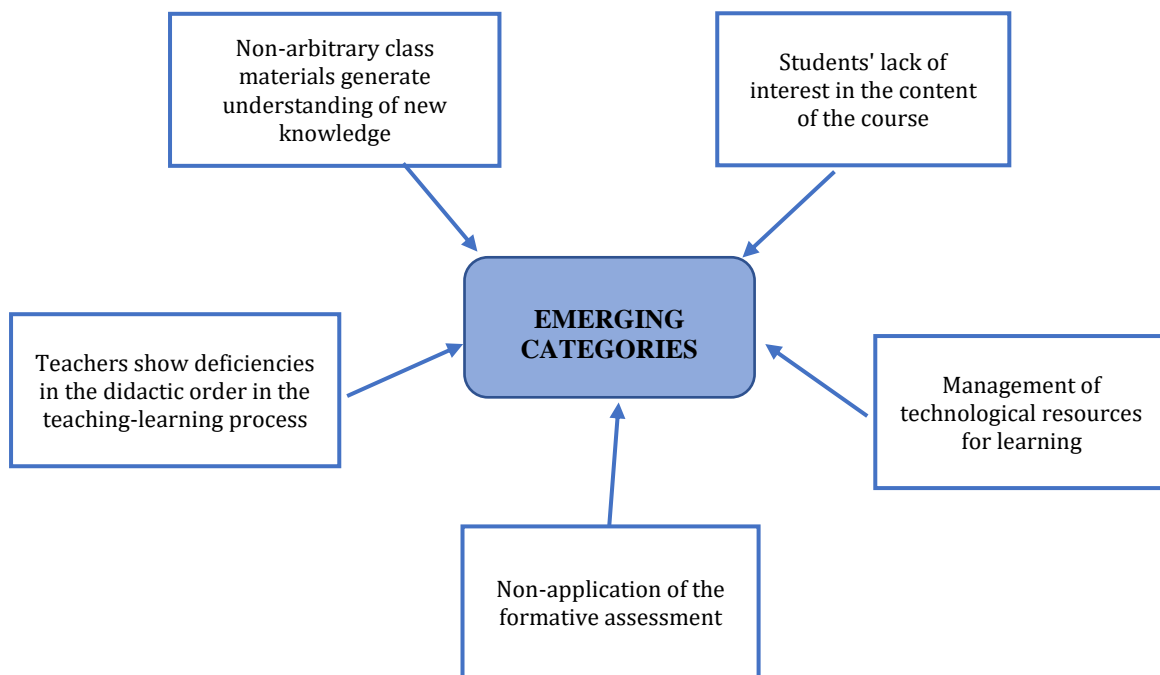 Non-arbitrary class
materials generate
understanding of new
knowledge
Students' lack of
interest in the content
of the course
EMERGING
CATEGORIES
Teachers show deficiencies
in the didactic order in the
teaching-learning process
Management of
technological resources
for learning
Non-application of the
formative assessment